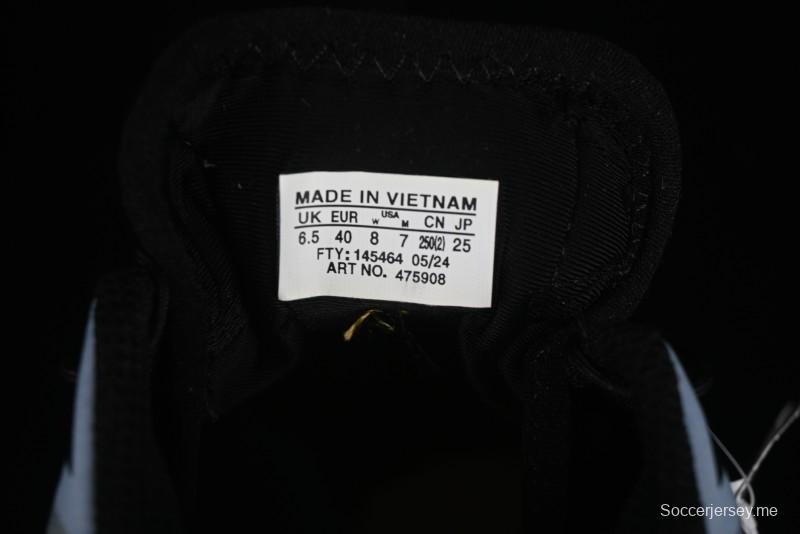 MADE IN VIETNAM
UK EUR W USA M CN JP
6.5 40 8 7 250(2) 25
FTY: 145464 05/24
ART NO. 475908
Soccerjersey.me